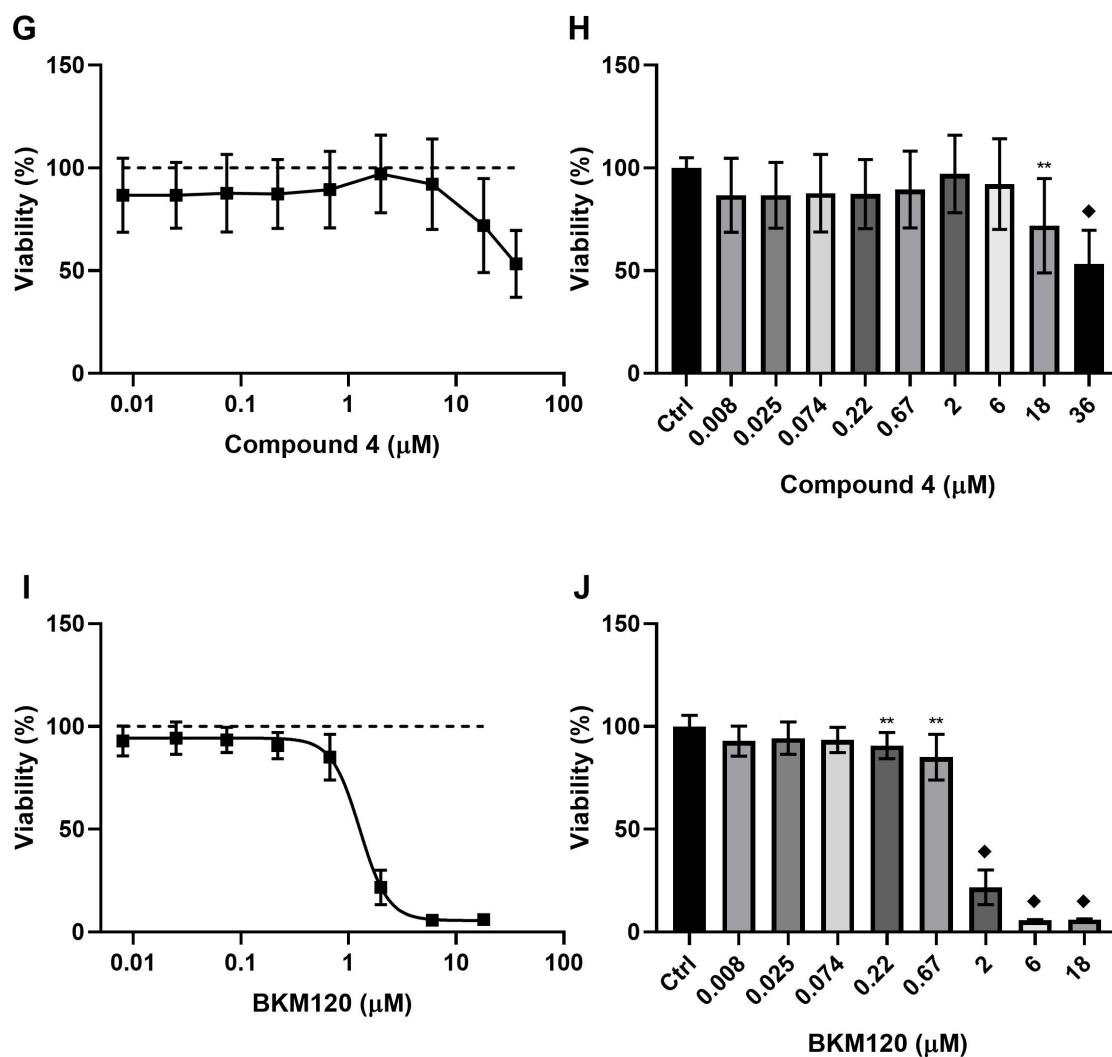 G
150
100
50
0
Viability (%)
0.01 0.1 1 10 100
Compound 4 (μM)
H
150
100
50
0
Viability (%)
**
◆
Ctrl 0.008 0.025 0.074 0.22 0.67 2 6 18 36
Compound 4 (μM)
I
150
100
50
0
Viability (%)
0.01 0.1 1 10 100
BKM120 (μM)
J
150
100
50
0
Viability (%)
** **
◆ ◆ ◆
Ctrl 0.008 0.025 0.074 0.22 0.67 2 6 18
BKM120 (μM)